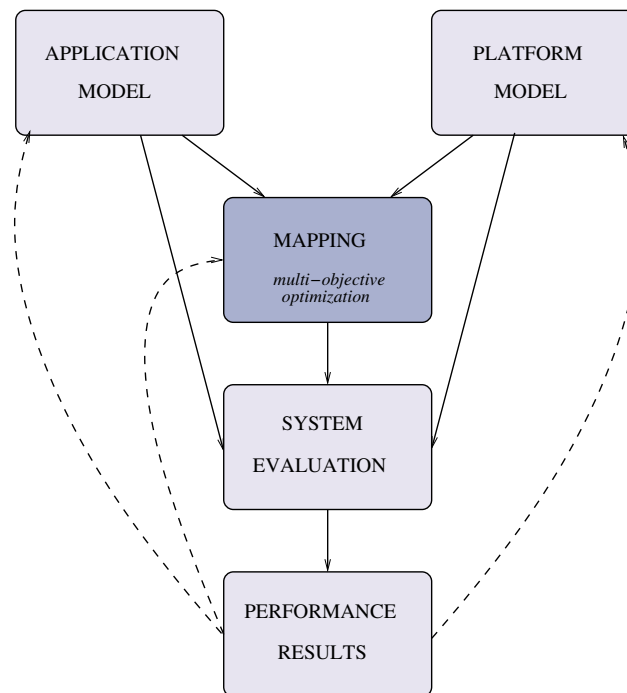 APPLICATION
MODEL
PLATFORM
MODEL
MAPPING
multi−objective
optimization
SYSTEM
EVALUATION
PERFORMANCE
RESULTS